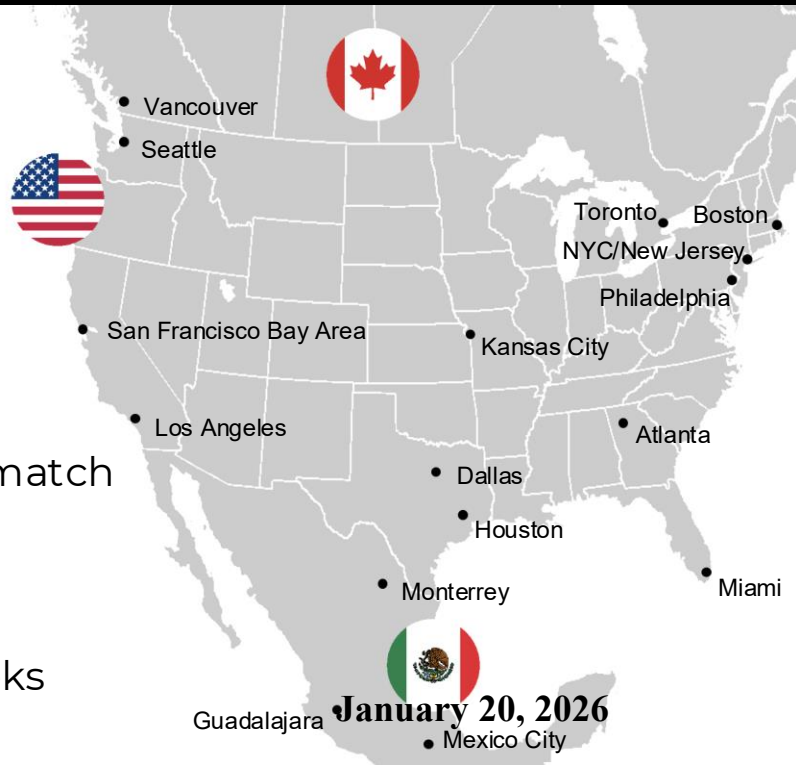 Vancouver
Seattle
Toronto
Boston
NYC/New Jersey
Philadelphia
San Francisco Bay Area
Kansas City
Los Angeles
Atlanta
match
Dallas
Houston
Monterrey
Miami
ks
January 20, 2026
Guadalajara
Mexico City